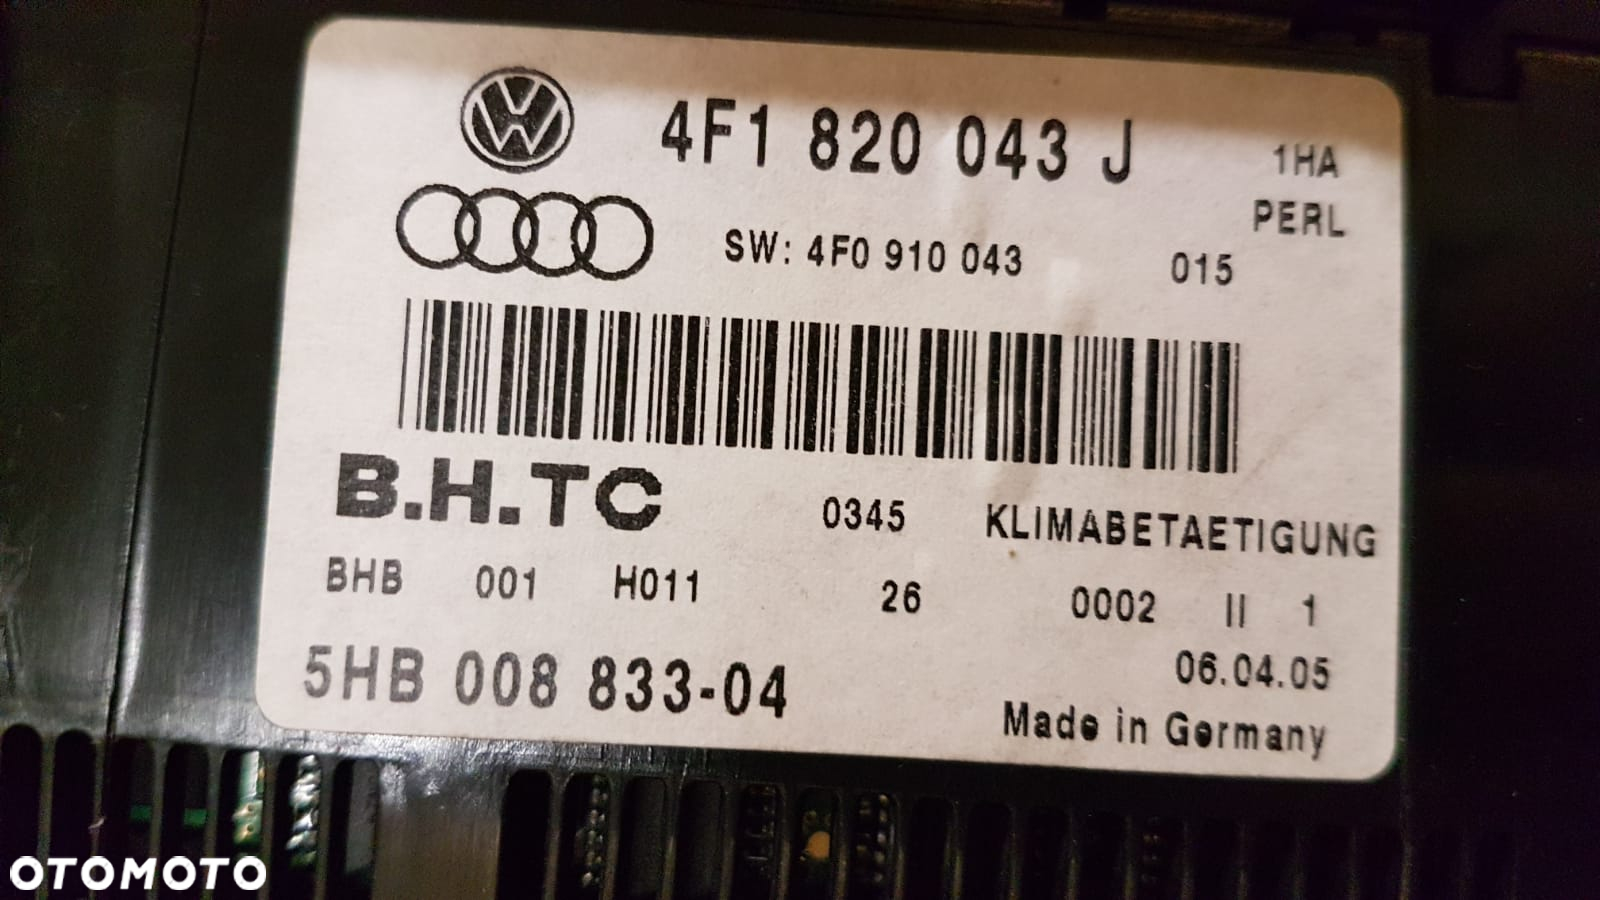 4F1 820 043 J 1HA
PERL
SW: 4F0 910 043 015
B.H.TC 0345 KLIMABETAETIGUNG
BHB 001 H011 26 0002 II 1
06.04.05
5HB 008 833-04
Made in Germany
OTOMOTO